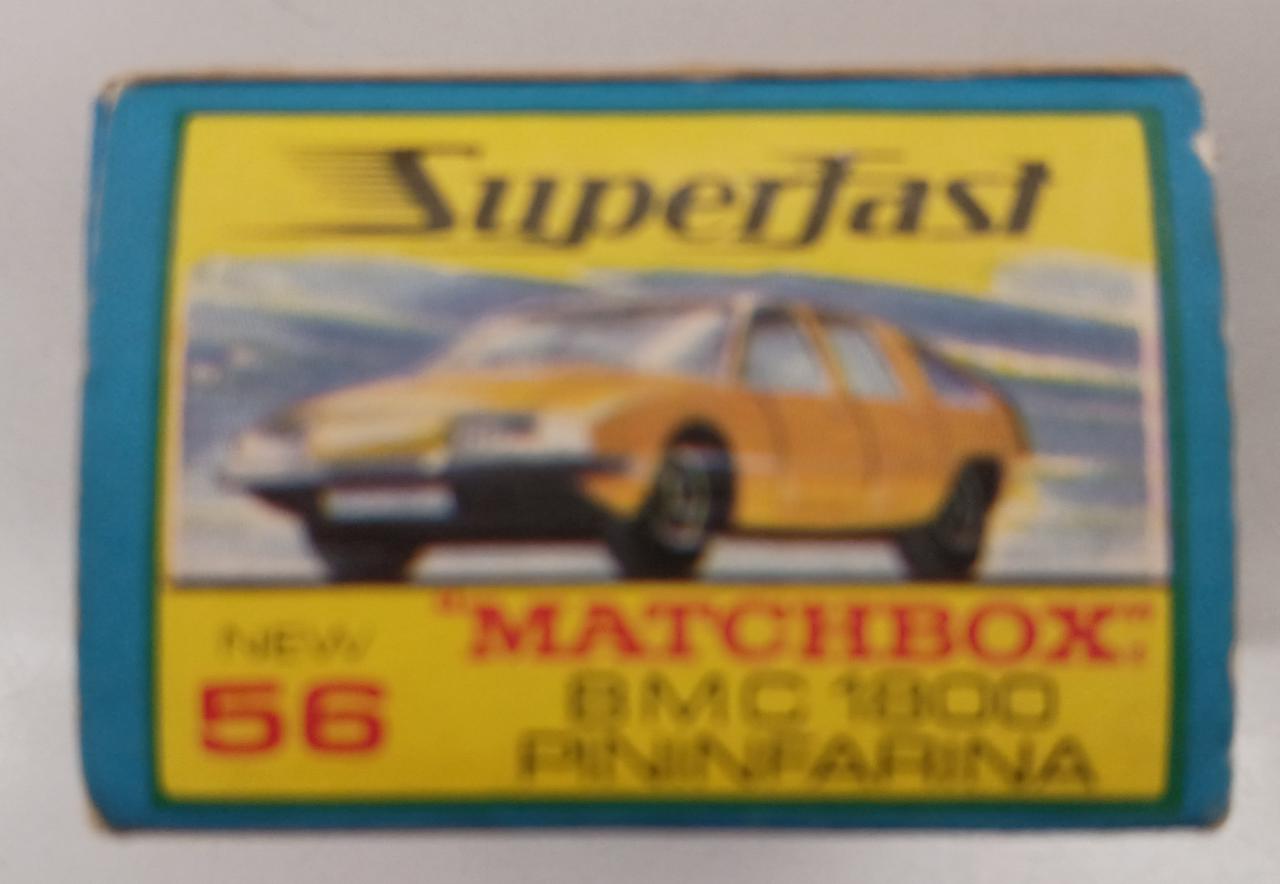 Superfast
"MATCHBOX"
NEW
56
BMC 1800
PININFARINA